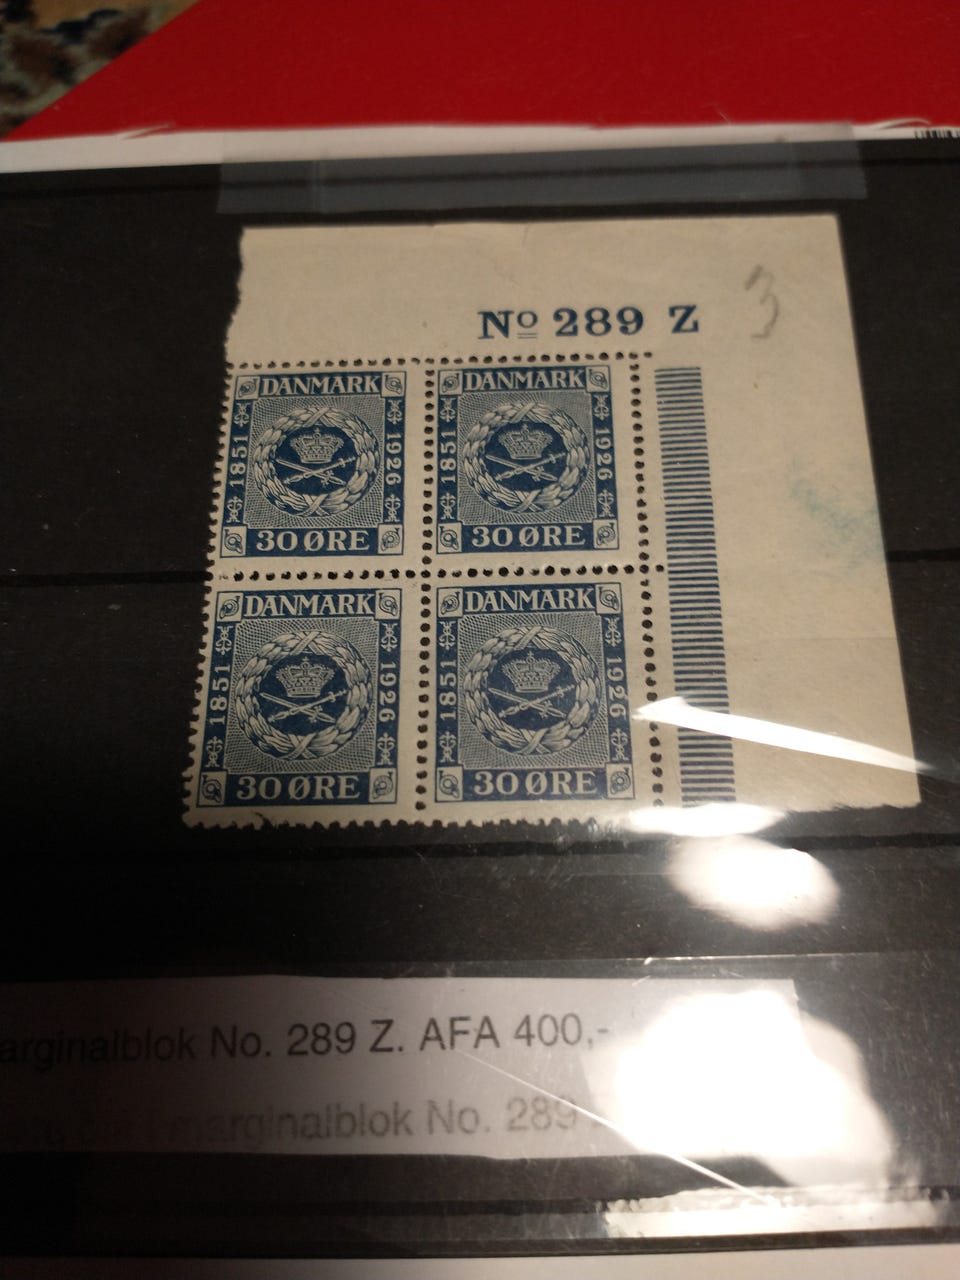 No 289 Z 3
DANMARK DANMARK
1851 1926 1851 1926
30 ØRE 30 ØRE
DANMARK DANMARK
1851 1926 1851 1926
30 ØRE 30 ØRE
arginalblok No. 289 Z. AFA 400,-
marginalblok No. 289